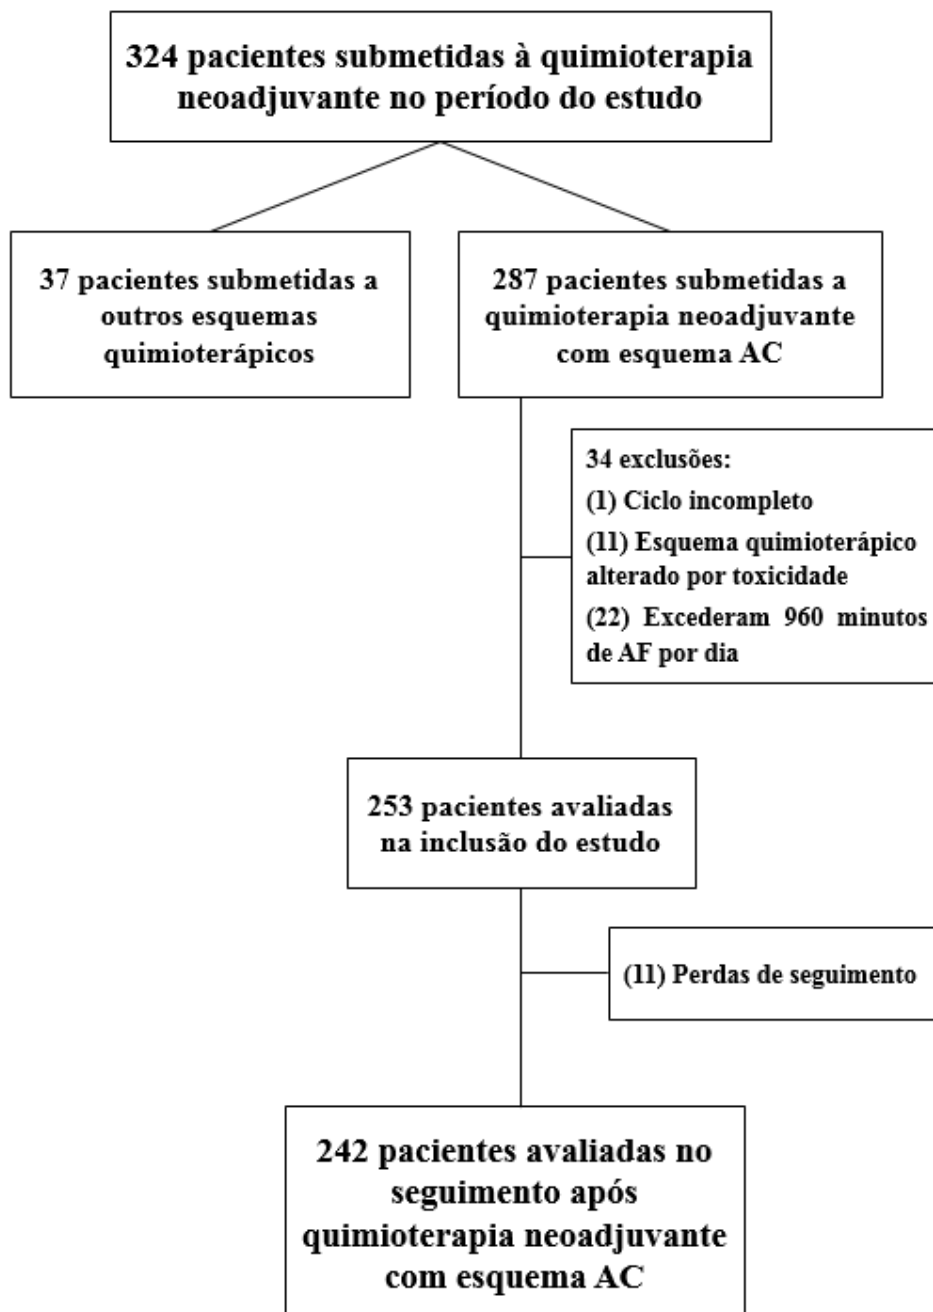 324 pacientes submetidas à quimioterapia
neoadjuvante no período do estudo
37 pacientes submetidas a
outros esquemas
quimioterápicos
287 pacientes submetidas a
quimioterapia neoadjuvante
com esquema AC
34 exclusões:
(1) Ciclo incompleto
(11) Esquema quimioterápico
alterado por toxicidade
(22) Excederam 960 minutos
de AF por dia
253 pacientes avaliadas
na inclusão do estudo
(11) Perdas de seguimento
242 pacientes avaliadas no
seguimento após
quimioterapia neoadjuvante
com esquema AC